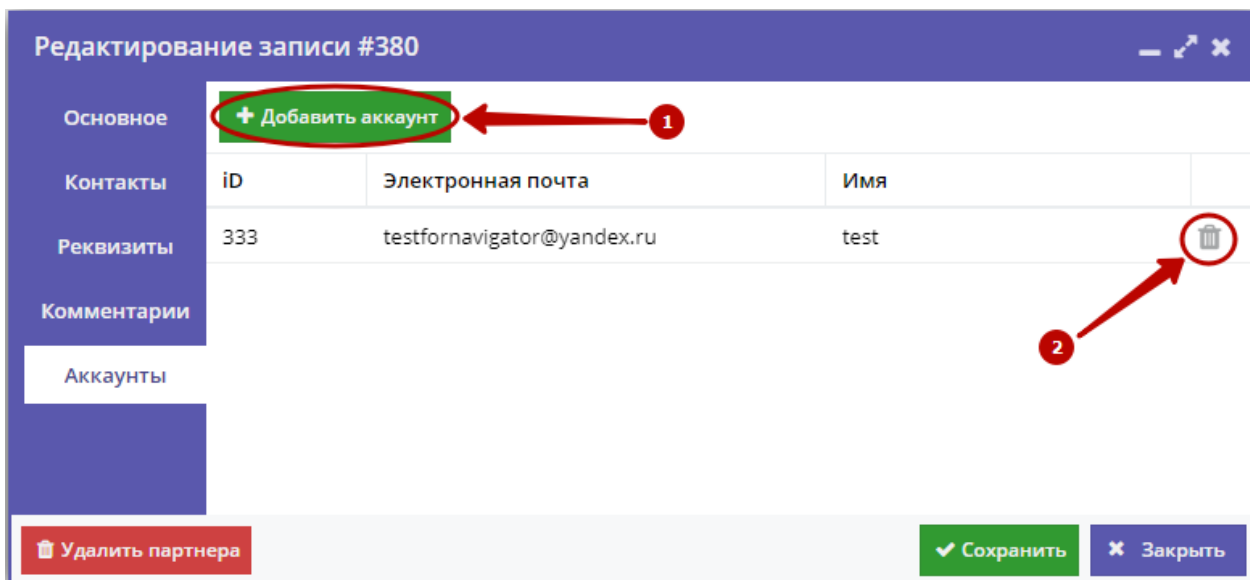 Редактирование записи #380
Основное
Добавить аккаунт
1
Контакты
iD Электронная почта Имя
Реквизиты
333 testfornavigator@yandex.ru test
Комментарии
2
Аккаунты
Удалить партнера
Сохранить
Закрыть